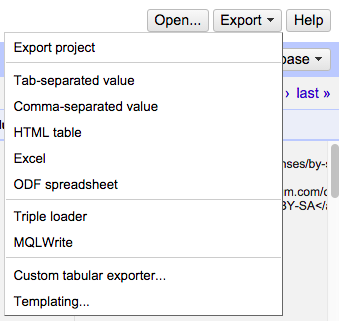 Open... Export Help
Export project
base
Tab-separated value
› last »
Comma-separated value
HTML table
Excel
nses/by-s
ODF spreadsheet
m.com/c
BY-SA</a
Triple loader
MQLWrite
Custom tabular exporter...
Templating...